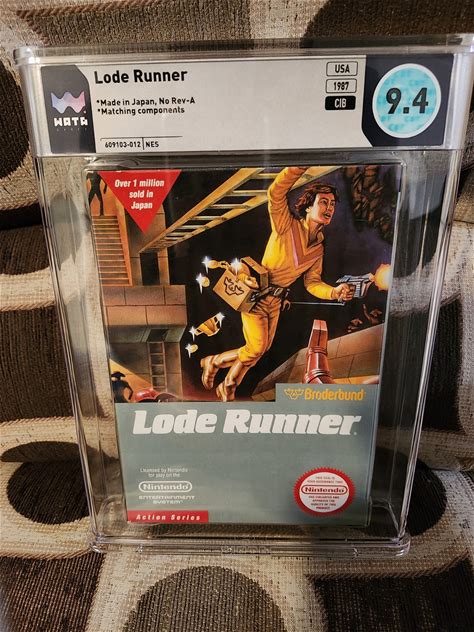 Lode Runner
*Made in Japan, No Rev-A
*Matching components
WATA
GAMES
609103-012 | NES
USA
1987
CIB
9.4
Over 1 million
sold in
Japan
Brøderbund
Lode Runner
Licensed by Nintendo
for play on the
Nintendo
ENTERTAINMENT
SYSTEM
Action Series
Nintendo